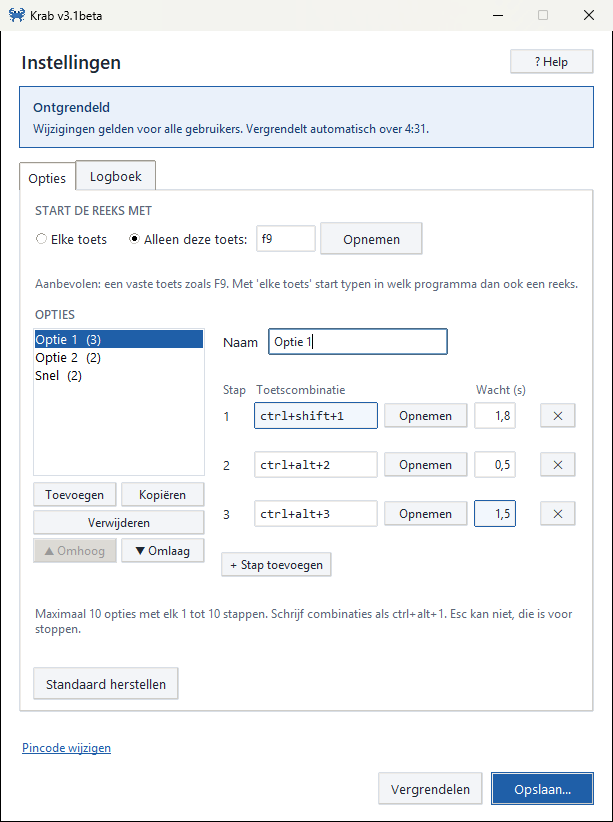 Krab v3.1beta
Instellingen
? Help
Ontgrendeld
Wijzigingen gelden voor alle gebruikers. Vergrendelt automatisch over 4:31.
Opties
Logboek
START DE REEKS MET
Elke toets
Alleen deze toets:
f9
Opnemen
Aanbevolen: een vaste toets zoals F9. Met 'elke toets' start typen in welk programma dan ook een reeks.
OPTIES
Optie 1 (3)
Optie 2 (2)
Snel (2)
Toevoegen
Kopiëren
Verwijderen
▲ Omhoog
▼ Omlaag
Naam
Optie 1
Stap Toetscombinatie Wacht (s)
1 ctrl+shift+1 Opnemen 1,8 ×
2 ctrl+alt+2 Opnemen 0,5 ×
3 ctrl+alt+3 Opnemen 1,5 ×
+ Stap toevoegen
Maximaal 10 opties met elk 1 tot 10 stappen. Schrijf combinaties als ctrl+alt+1. Esc kan niet, die is voor
stoppen.
Standaard herstellen
Pincode wijzigen
Vergrendelen
Opslaan...